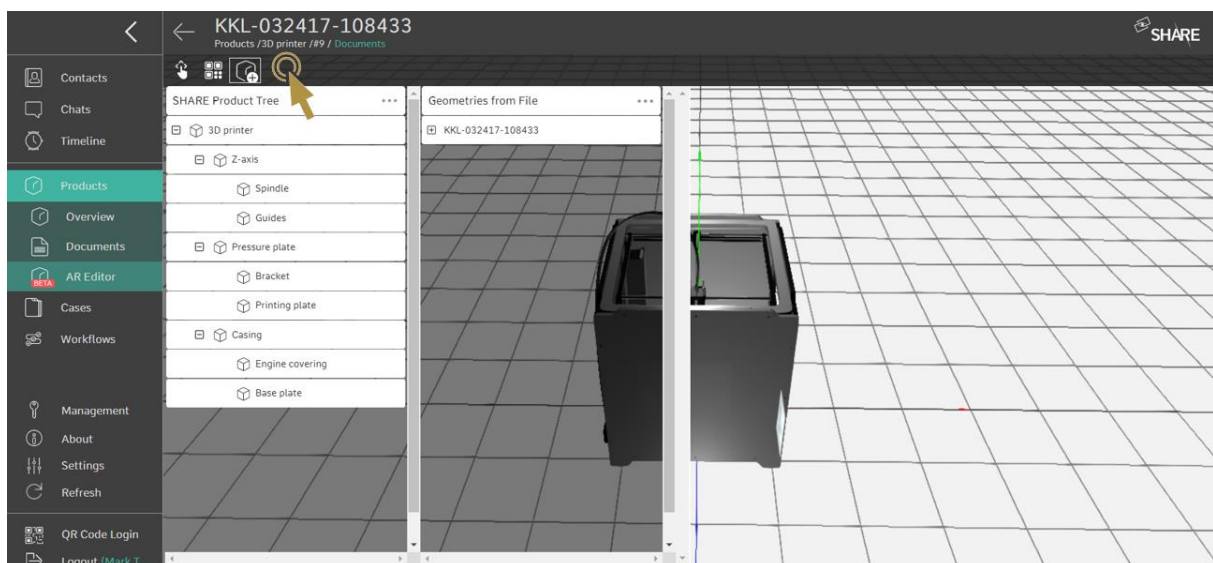 KKL-032417-108433
Products /3D printer /#9 / Documents
SHARE
Contacts
Chats
Timeline
Products
Overview
Documents
AR Editor
BETA
Cases
Workflows
Management
About
Settings
Refresh
QR Code Login
Logout (Mark T
SHARE Product Tree
3D printer
Z-axis
Spindle
Guides
Pressure plate
Bracket
Printing plate
Casing
Engine covering
Base plate
Geometries from File
KKL-032417-108433